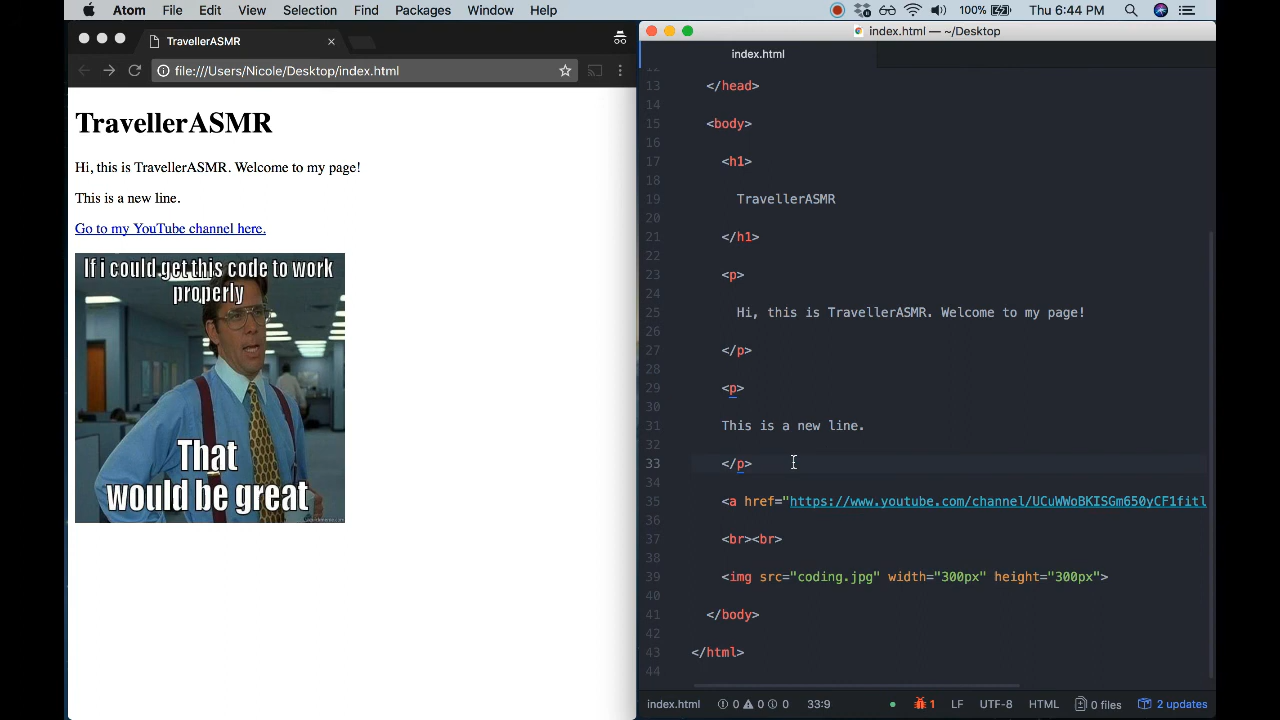 Atom File Edit View Selection Find Packages Window Help 100% Thu 6:44 PM
TravellerASMR
file:///Users/Nicole/Desktop/index.html
TravellerASMR
Hi, this is TravellerASMR. Welcome to my page!
This is a new line.
Go to my YouTube channel here.
If i could get this code to work
properly
That
would be great
index.html — ~/Desktop
index.html
13 </head>
14
15 <body>
16
17 <h1>
18
19 TravellerASMR
20
21 </h1>
22
23 <p>
24
25 Hi, this is TravellerASMR. Welcome to my page!
26
27 </p>
28
29 <p>
30
31 This is a new line.
32
33 </p>
34
35 <a href="https://www.youtube.com/channel/UCuWWoBKISGm650yCF1fitl
36
37 <br><br>
38
39 <img src="coding.jpg" width="300px" height="300px">
40
41 </body>
42
43 </html>
44
index.html 0 0 0 33:9 1 LF UTF-8 HTML 0 files 2 updates